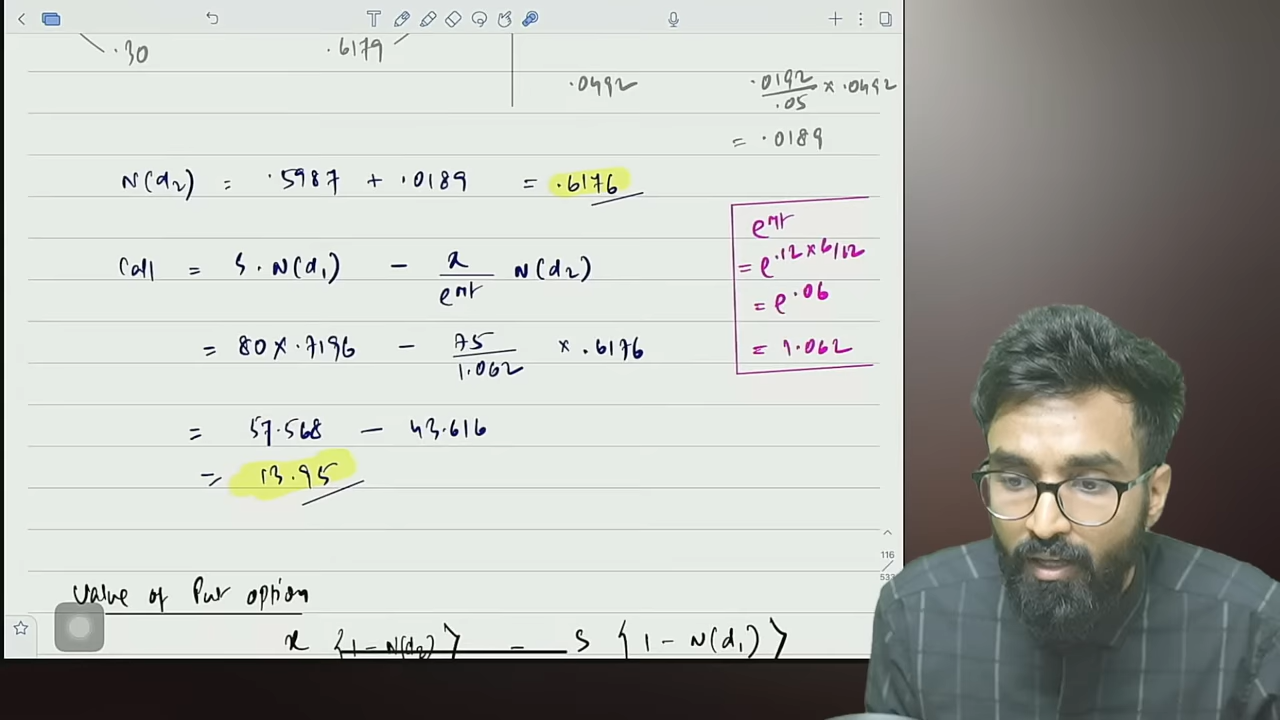 .30 .6179
.0492 .0192/.05 × .0492
= .0189
N(d₂) = .5987 + .0189 = .6176
Call = S . N(d₁) - x/e^rt N(d₂)
= 80 × .7196 - 75/1.062 × .6176
= 57.568 - 43.616
= 13.95
e^rt
= e^.12 × 6/12
= e^.06
= 1.062
116
533
Value of Put option
x {1 - N(d₂)} - S {1 - N(d₁)}